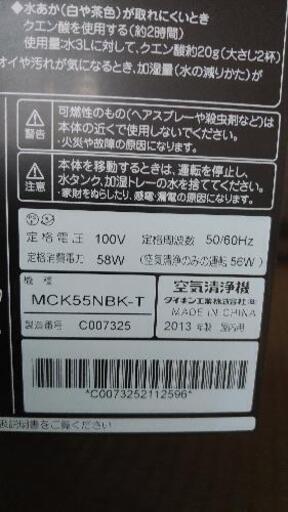 ◆水あか(白や茶色)が取れにくいとき
クエン酸を使用する(約2時間)
使用量:水3Lに対して、クエン酸約20g(大さじ2杯)
オイや汚れが気になるとき、加湿量(水の減りかた)が
警告
可燃性のもの(ヘアスプレーや殺虫剤など)は
本体の近くで使用しないでください。
・火災や故障の原因になります。
注意
本体を移動するときは、運転を停止し、
水タンク、加湿トレーの水を捨ててください。
・家財をぬらしたり、感電・漏電の原因になります。
定格電圧 100V 定格周波数 50/60Hz
定格消費電力 58W (空気清浄のみの運転56W)
機種 MCK55NBK-T
製造番号 C007325
空気清浄機
ダイキン工業株式会社
MADE IN CHINA
2013年製
*C0073252112596*
扱説明書をご覧ください